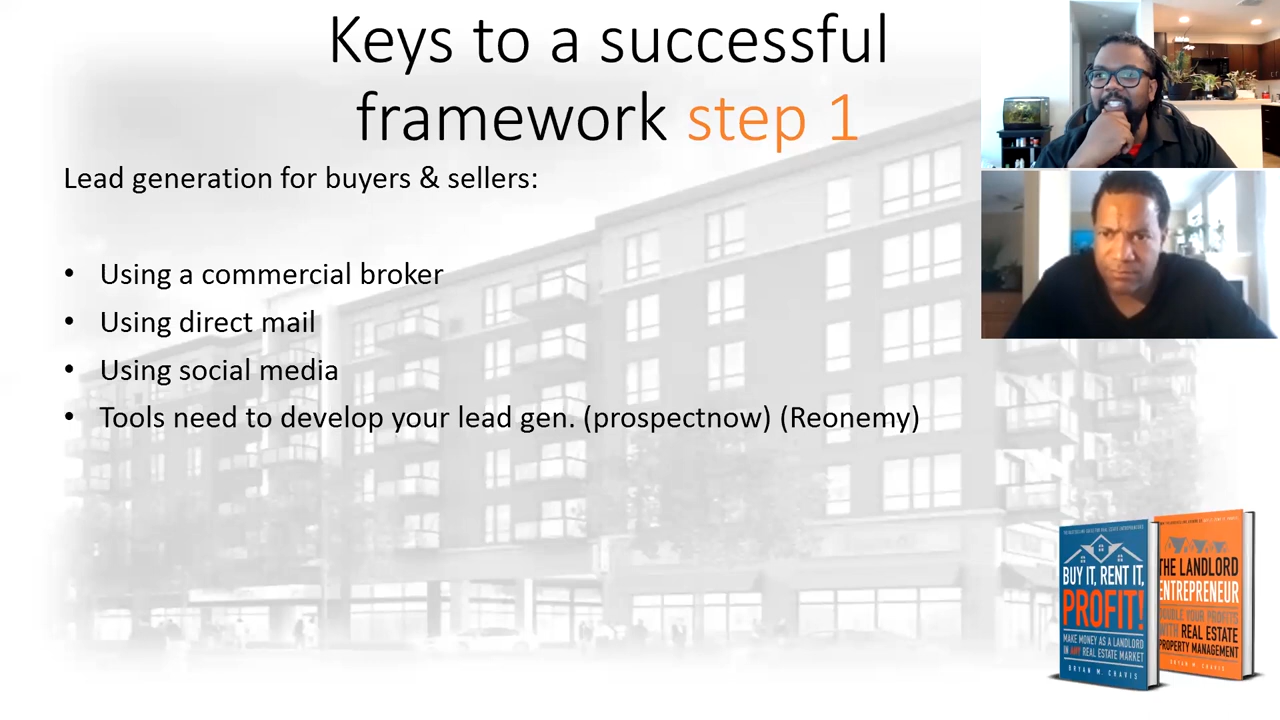 Keys to a successful
framework step 1
Lead generation for buyers & sellers:
• Using a commercial broker
• Using direct mail
• Using social media
• Tools need to develop your lead gen. (prospectnow) (Reonemy)
BUY IT, RENT IT,
PROFIT!
MAKE MONEY AS A LANDLORD
IN ANY REAL ESTATE MARKET
BRYAN M. CHAVIS
THE LANDLORD
ENTREPRENEUR
DOUBLE YOUR PROFITS
WITH REAL ESTATE
PROPERTY MANAGEMENT
BRYAN M. CHAVIS